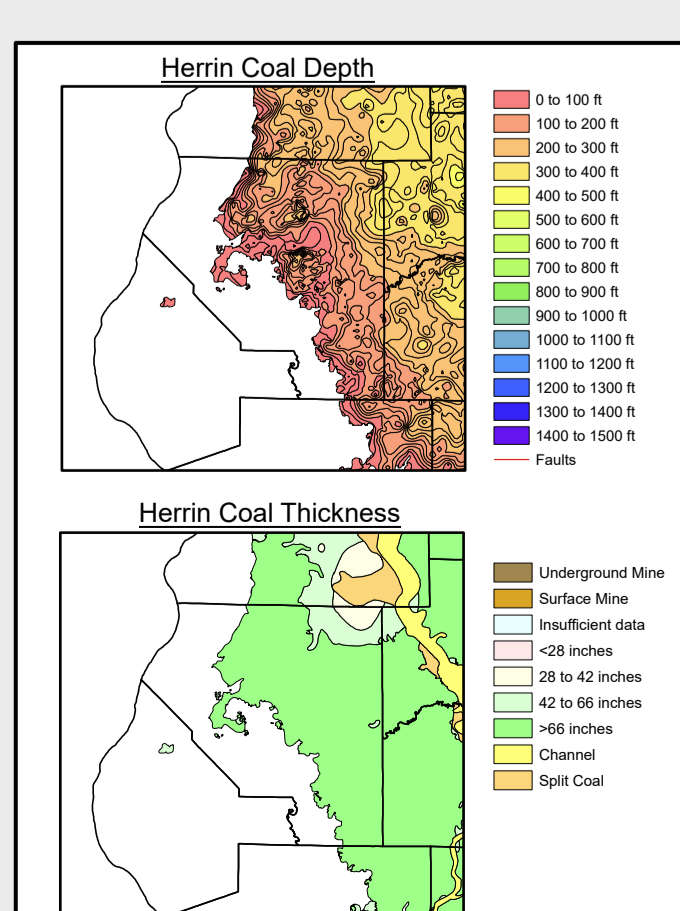 Herrin Coal Depth
0 to 100 ft
100 to 200 ft
200 to 300 ft
300 to 400 ft
400 to 500 ft
500 to 600 ft
600 to 700 ft
700 to 800 ft
800 to 900 ft
900 to 1000 ft
1000 to 1100 ft
1100 to 1200 ft
1200 to 1300 ft
1300 to 1400 ft
1400 to 1500 ft
Faults
Herrin Coal Thickness
Underground Mine
Surface Mine
Insufficient data
<28 inches
28 to 42 inches
42 to 66 inches
>66 inches
Channel
Split Coal